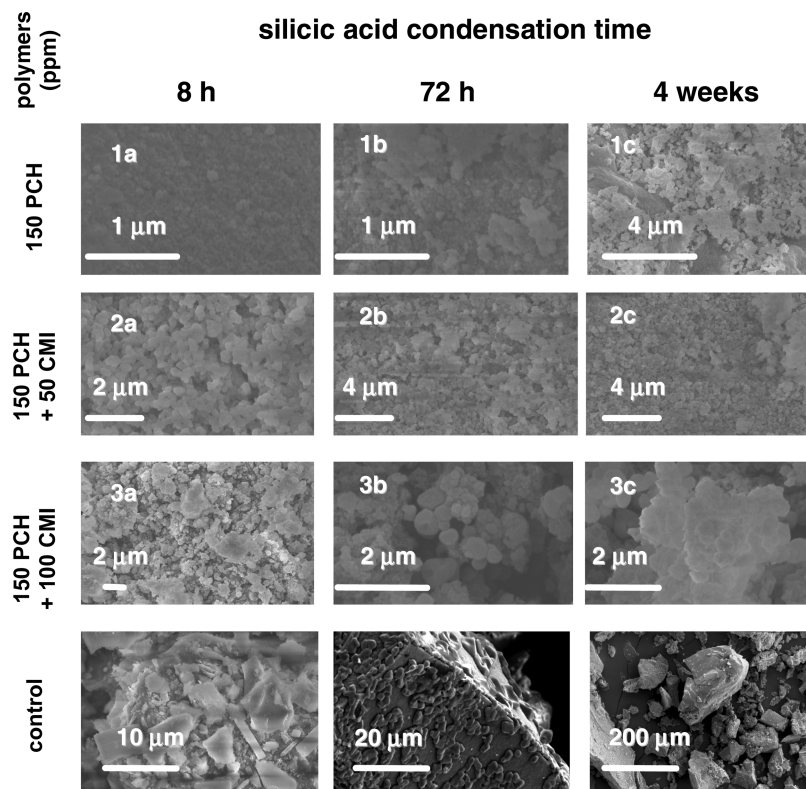 silicic acid condensation time
polymers
(ppm)
8 h
72 h
4 weeks
150 PCH
1a
1 µm
1b
1 µm
1c
4 µm
150 PCH
+ 50 CMI
2a
2 µm
2b
4 µm
2c
4 µm
150 PCH
+ 100 CMI
3a
2 µm
3b
2 µm
3c
2 µm
control
10 µm
20 µm
200 µm